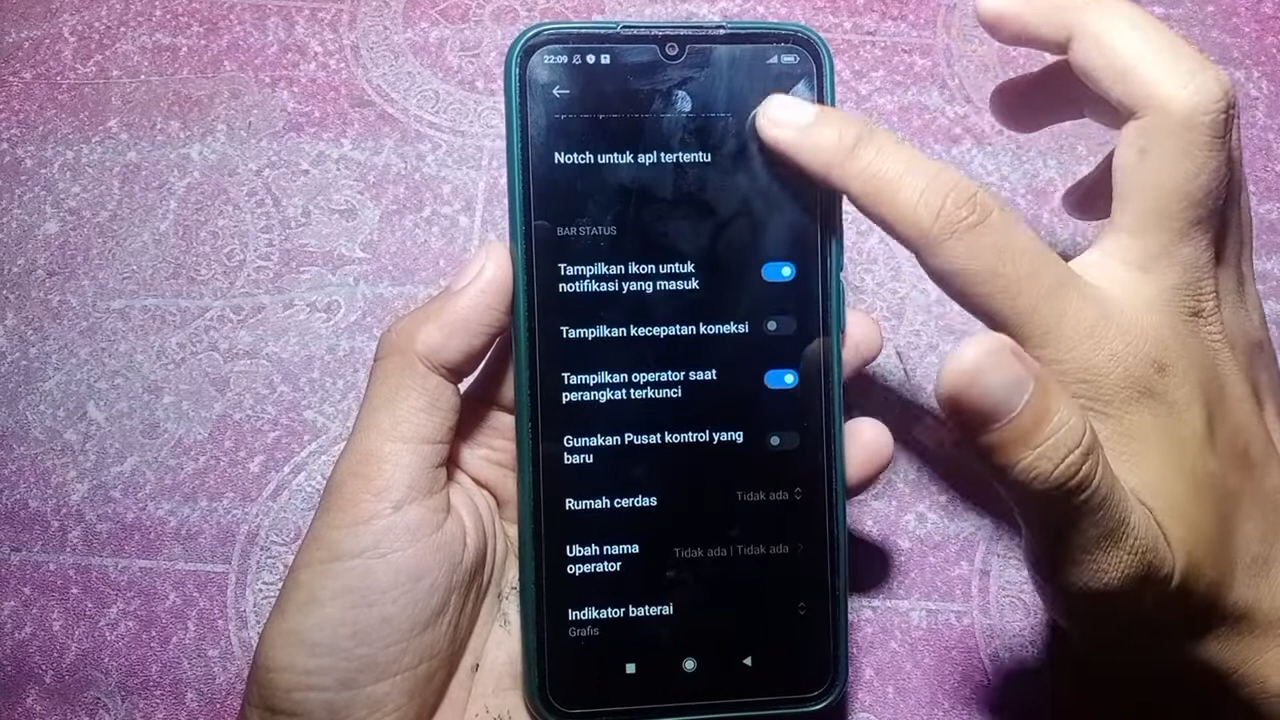 22:09
Notch untuk apl tertentu
BAR STATUS
Tampilkan ikon untuk
notifikasi yang masuk
Tampilkan kecepatan koneksi
Tampilkan operator saat
perangkat terkunci
Gunakan Pusat kontrol yang
baru
Rumah cerdas Tidak ada
Ubah nama
operator
Tidak ada | Tidak ada
Indikator baterai
Grafis